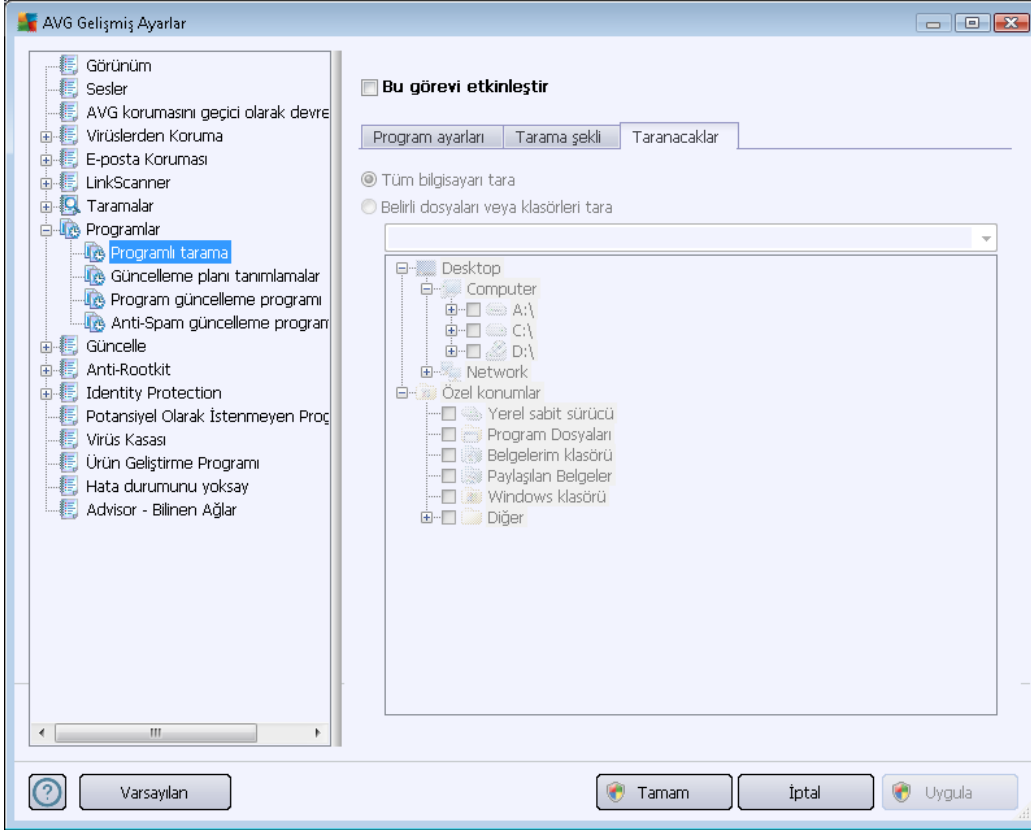 AVG Gelişmiş Ayarlar
Görünüm
Sesler
AVG korumasını geçici olarak devre
Virüslerden Koruma
E-posta Koruması
LinkScanner
Taramalar
Programlar
Programlı tarama
Güncelleme planı tanımlamalar
Program güncelleme programı
Anti-Spam güncelleme program
Güncelle
Anti-Rootkit
Identity Protection
Potansiyel Olarak İstenmeyen Prog
Virüs Kasası
Ürün Geliştirme Programı
Hata durumunu yoksay
Advisor - Bilinen Ağlar
Bu görevi etkinleştir
Program ayarları
Tarama şekli
Taranacaklar
Tüm bilgisayarı tara
Belirli dosyaları veya klasörleri tara
Desktop
Computer
A:\
C:\
D:\
Network
Özel konumlar
Yerel sabit sürücü
Program Dosyaları
Belgelerim klasörü
Paylaşılan Belgeler
Windows klasörü
Diğer
Varsayılan
Tamam
İptal
Uygula